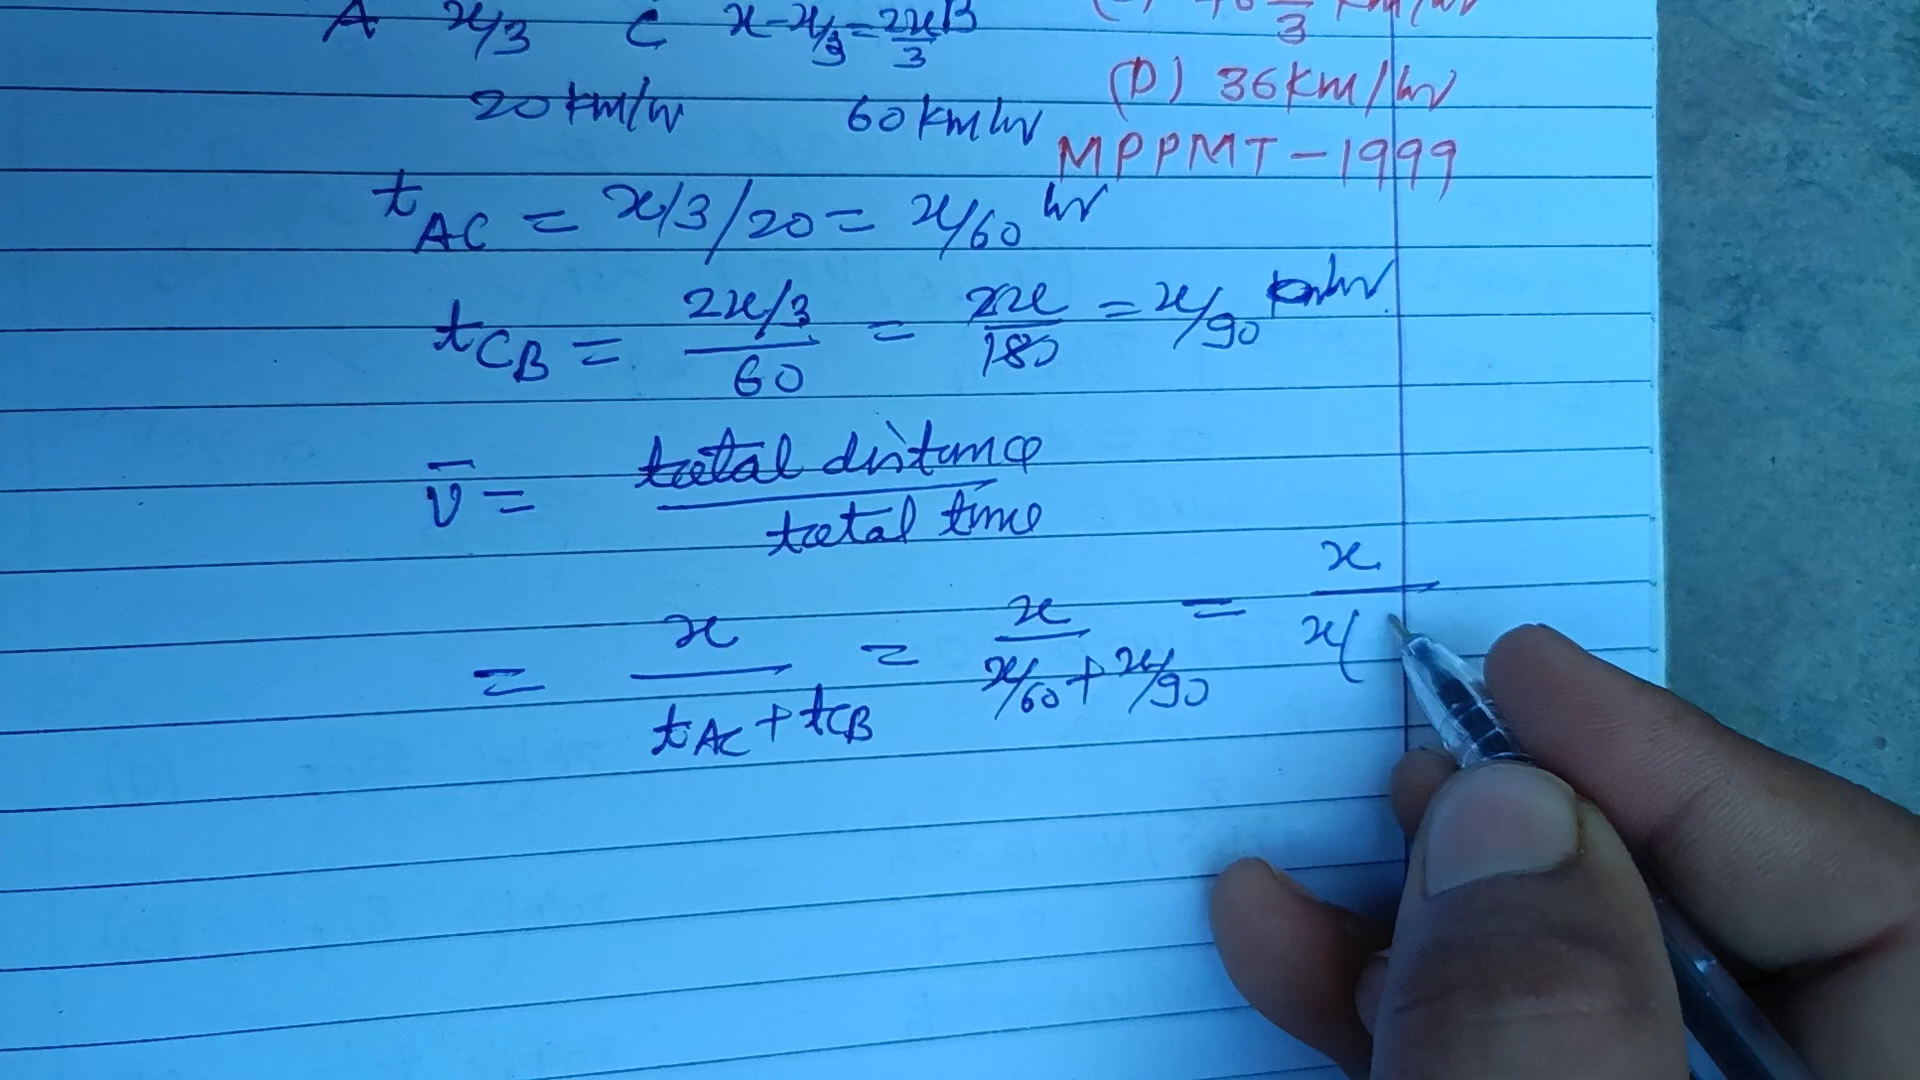 A x/3 C x-x/3=2x/3 B
20 km/hr 60 km/hr
(D) 36 Km/hr
MPPMT-1999
tAC = x/3/20 = x/60 hr
tCB = 2x/3 / 60 = 2x/180 = x/90 hr
v̄ = total distance / total time
= x / tAC + tCB = x / x/60 + x/90 = x / x(